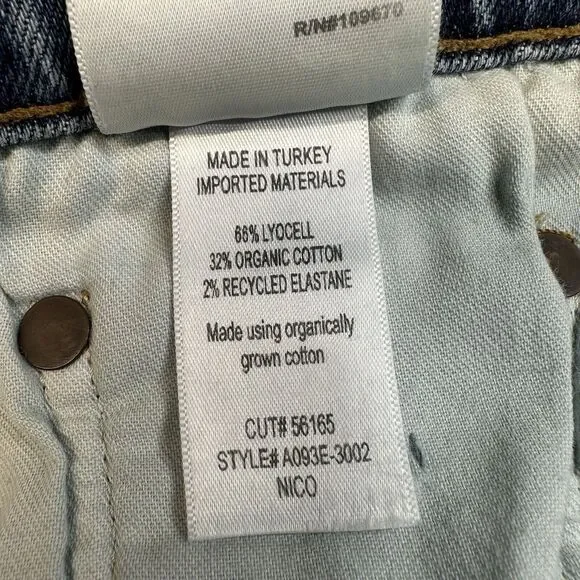 R/N#109670
MADE IN TURKEY
IMPORTED MATERIALS
66% LYOCELL
32% ORGANIC COTTON
2% RECYCLED ELASTANE
Made using organically
grown cotton
CUT# 56165
STYLE# A093E-3002
NICO